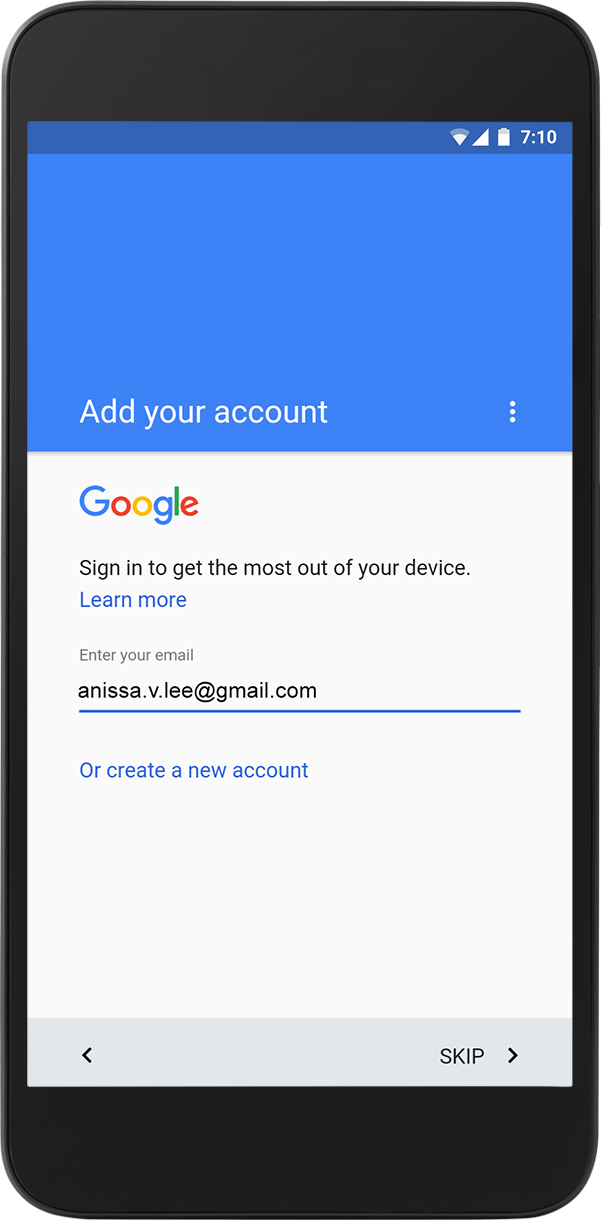 7:10
Add your account
Google
Sign in to get the most out of your device.
Learn more
Enter your email
anissa.v.lee@gmail.com
Or create a new account
SKIP